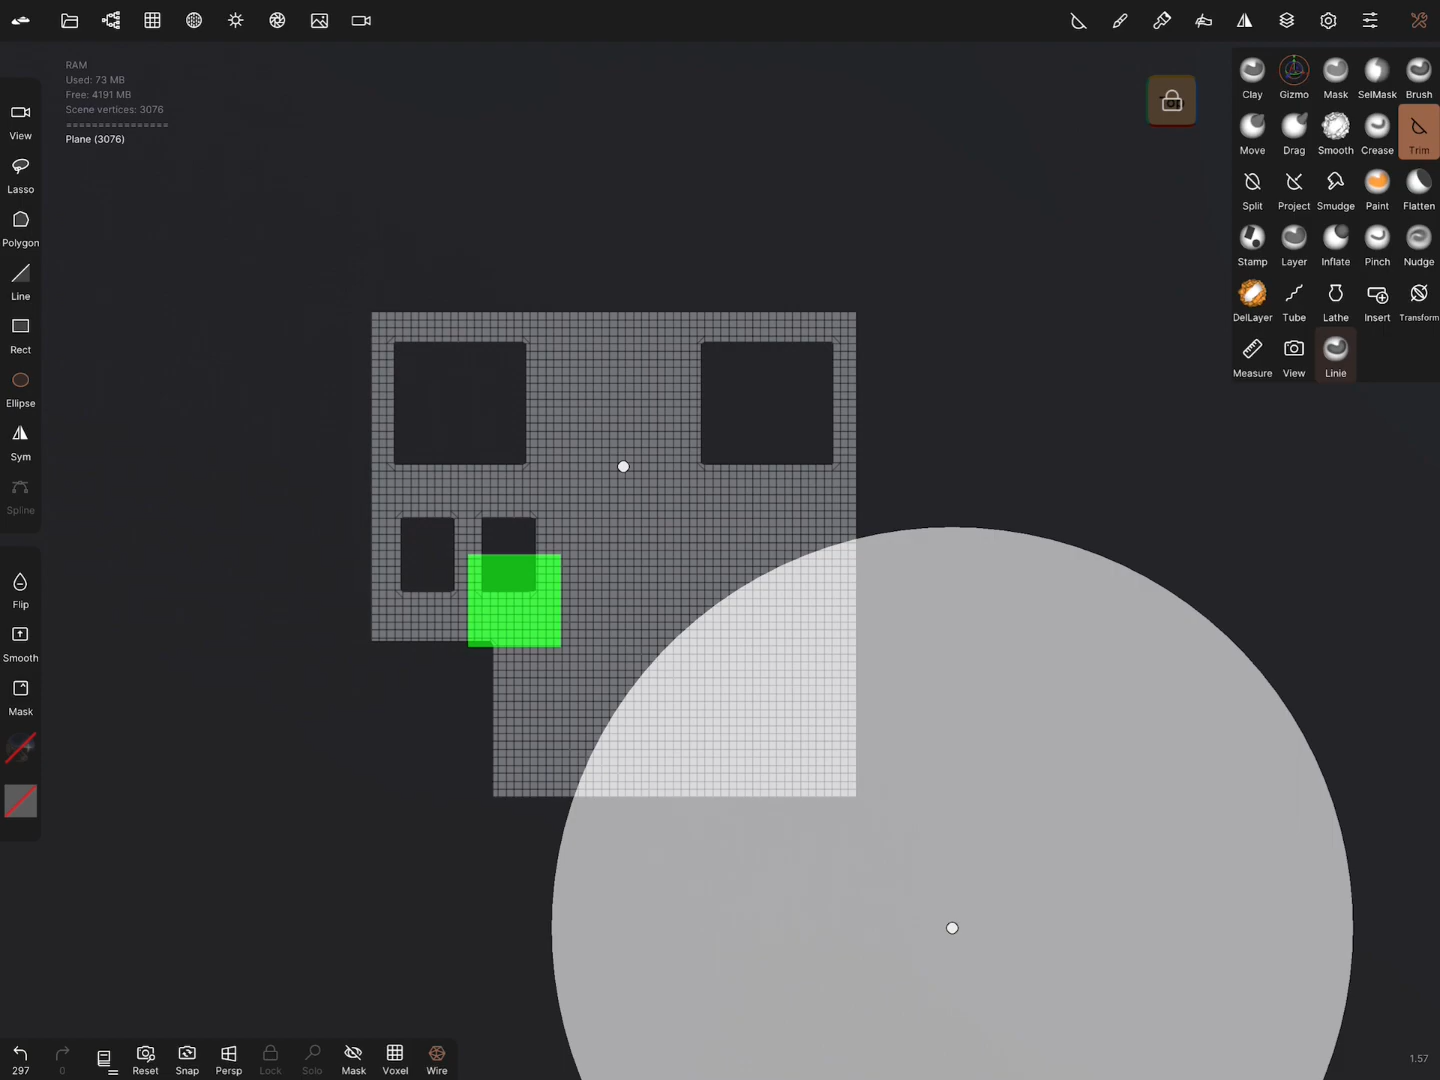 RAM
Used: 73 MB
Free: 4191 MB
Scene vertices: 3076
================
Plane (3076)
View
Lasso
Polygon
Line
Rect
Ellipse
Sym
Spline
Flip
Smooth
Mask
Clay Gizmo Mask SelMask Brush
Move Drag Smooth Crease Trim
Split Project Smudge Paint Flatten
Stamp Layer Inflate Pinch Nudge
DelLayer Tube Lathe Insert Transform
Measure View Linie
297 0 Reset Snap Persp Lock Solo Mask Voxel Wire
1.57